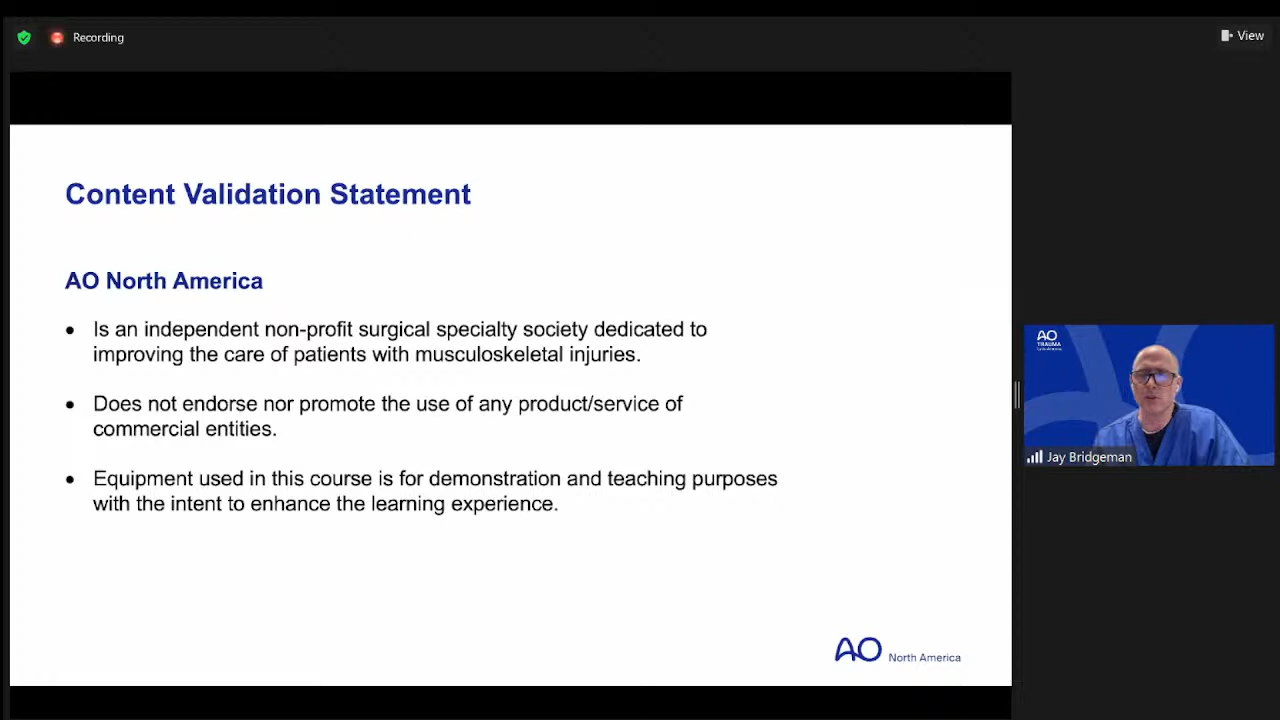 Recording
View
Content Validation Statement
AO North America
• Is an independent non-profit surgical specialty society dedicated to
improving the care of patients with musculoskeletal injuries.
• Does not endorse nor promote the use of any product/service of
commercial entities.
• Equipment used in this course is for demonstration and teaching purposes
with the intent to enhance the learning experience.
AO North America
AO
TRAUMA
Jay Bridgeman